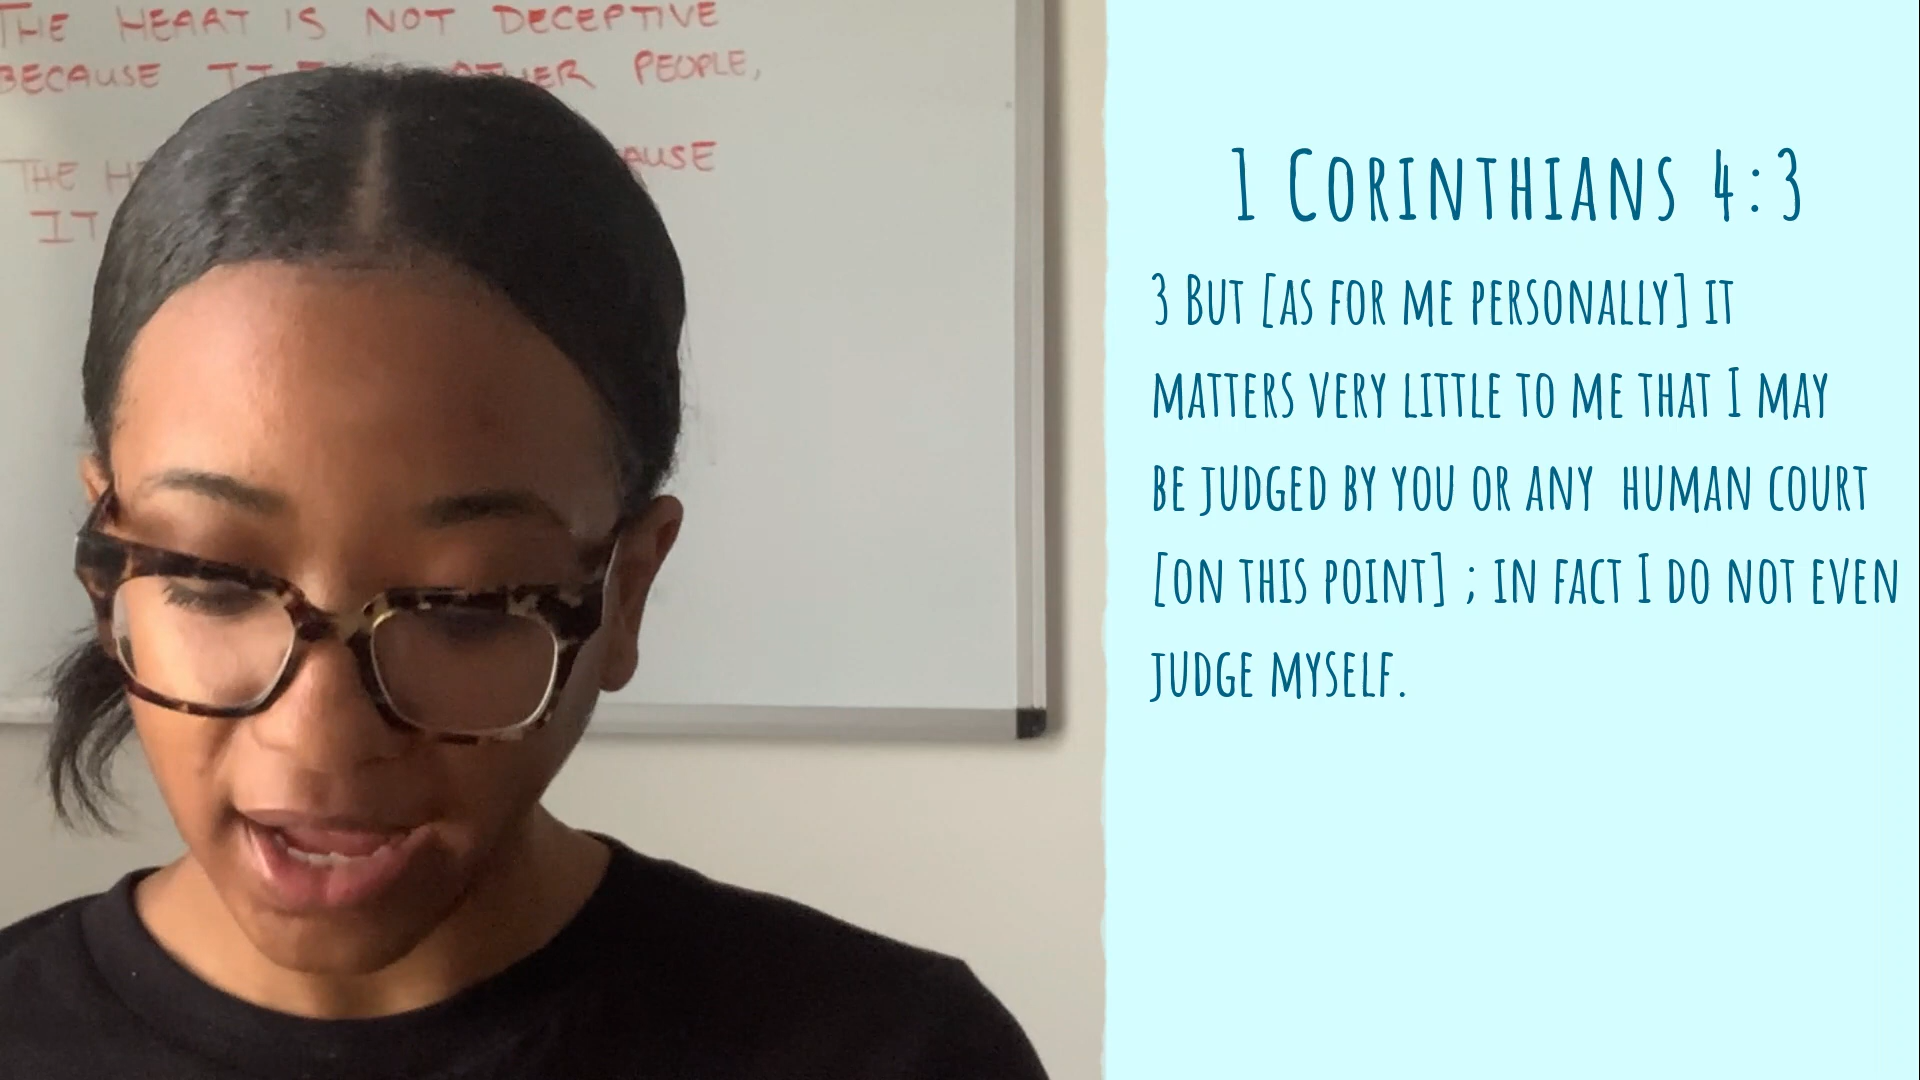 THE HEART IS NOT DECEPTIVE
BECAUSE OTHER PEOPLE,
THE
IT
1 Corinthians 4:3
3 But [as for me personally] it
matters very little to me that I may
be judged by you or any human court
[on this point] ; in fact I do not even
judge myself.